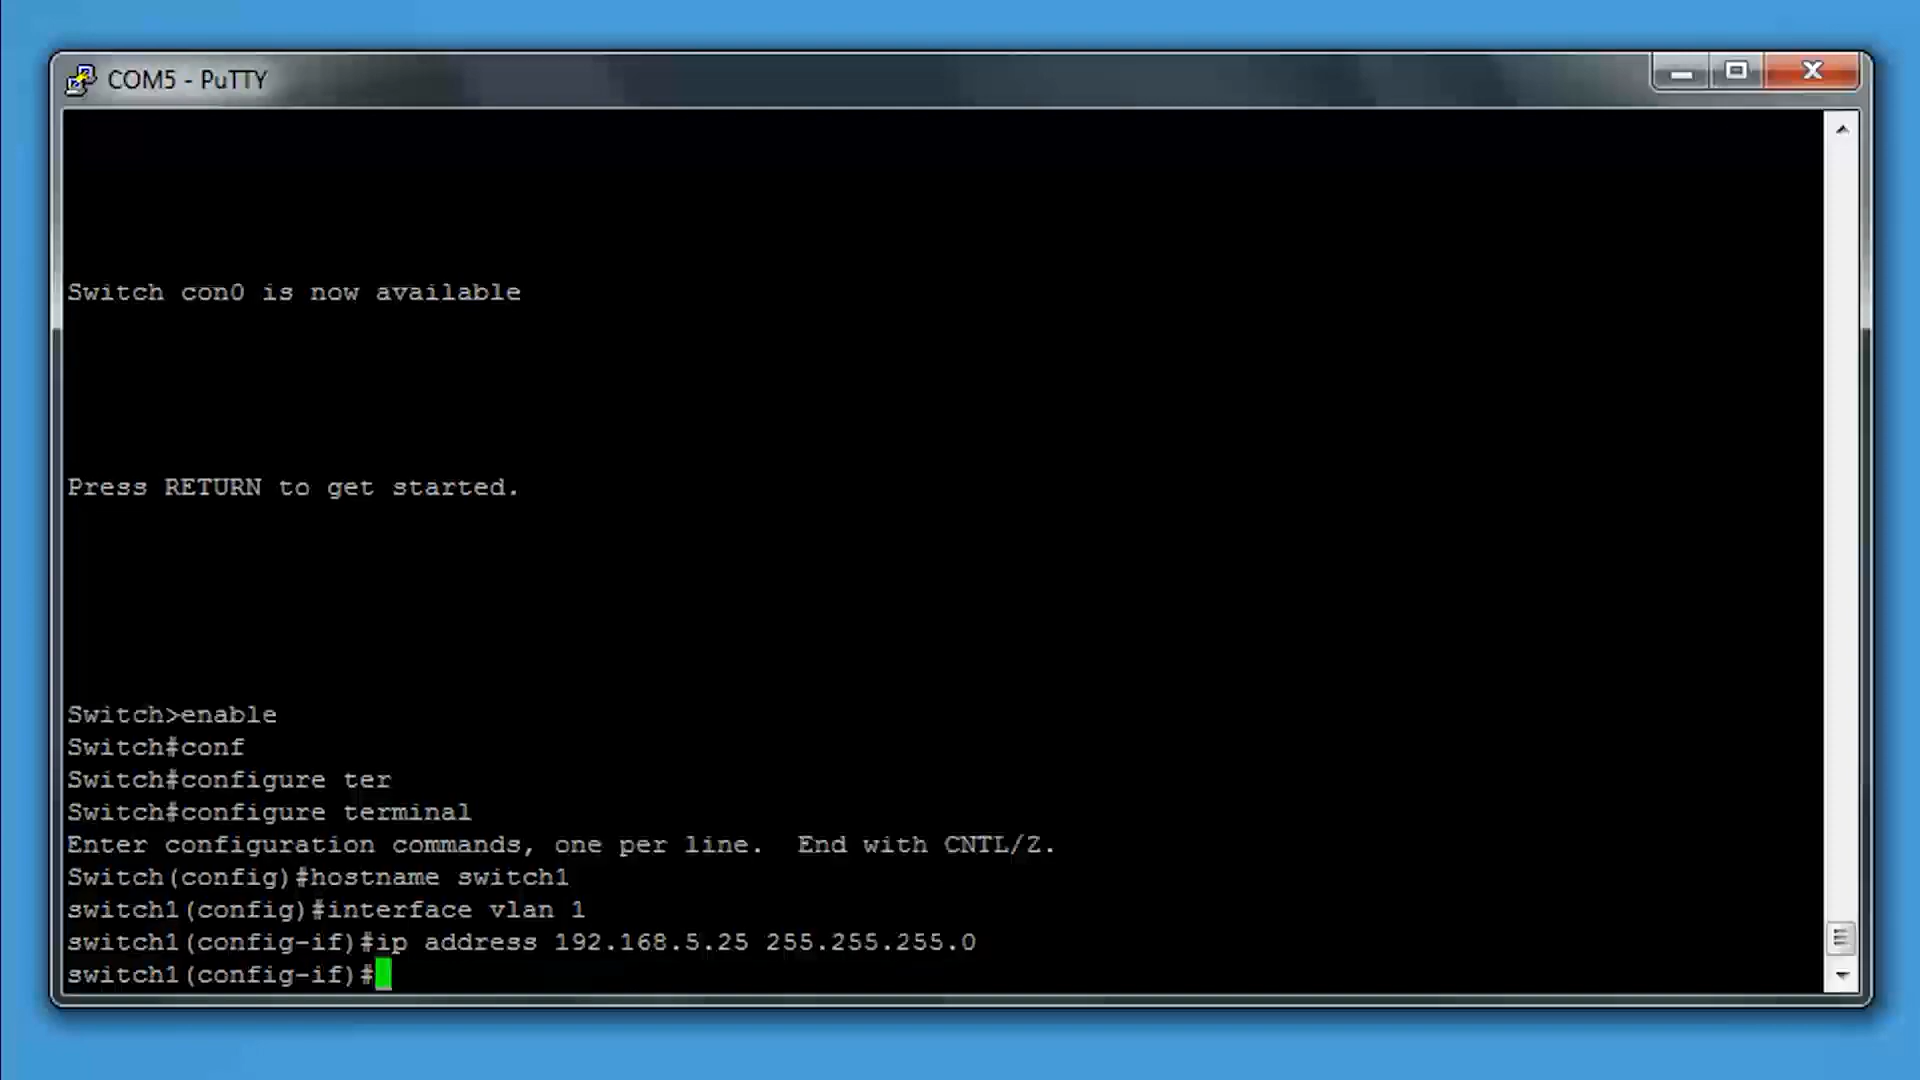 COM5 - PuTTY
Switch con0 is now available
Press RETURN to get started.
Switch>enable
Switch#conf
Switch#configure ter
Switch#configure terminal
Enter configuration commands, one per line.  End with CNTL/Z.
Switch(config)#hostname switch1
switch1(config)#interface vlan 1
switch1(config-if)#ip address 192.168.5.25 255.255.255.0
switch1(config-if)#